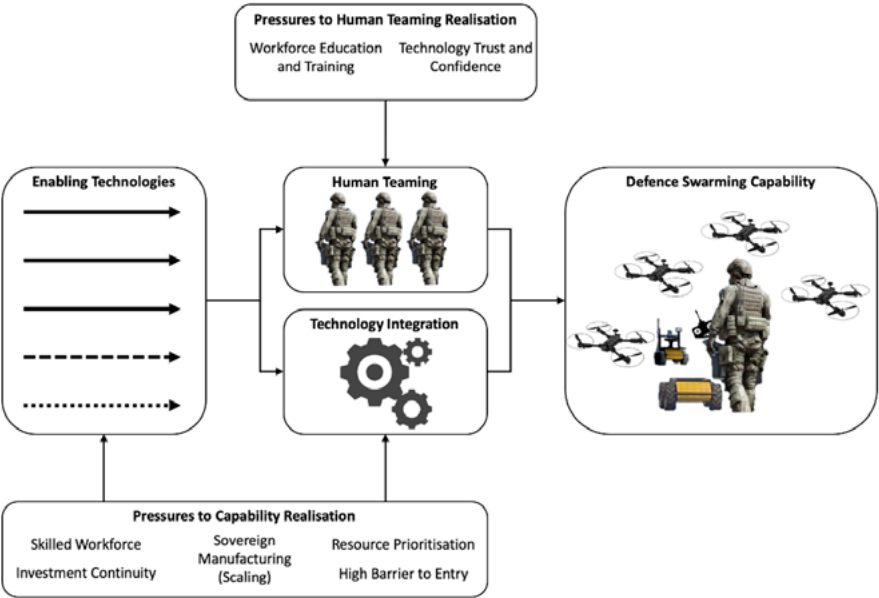 Pressures to Human Teaming Realisation
Workforce Education
and Training
Technology Trust and
Confidence
Enabling Technologies
Human Teaming
Technology Integration
Defence Swarming Capability
Pressures to Capability Realisation
Skilled Workforce
Investment Continuity
Sovereign
Manufacturing
(Scaling)
Resource Prioritisation
High Barrier to Entry